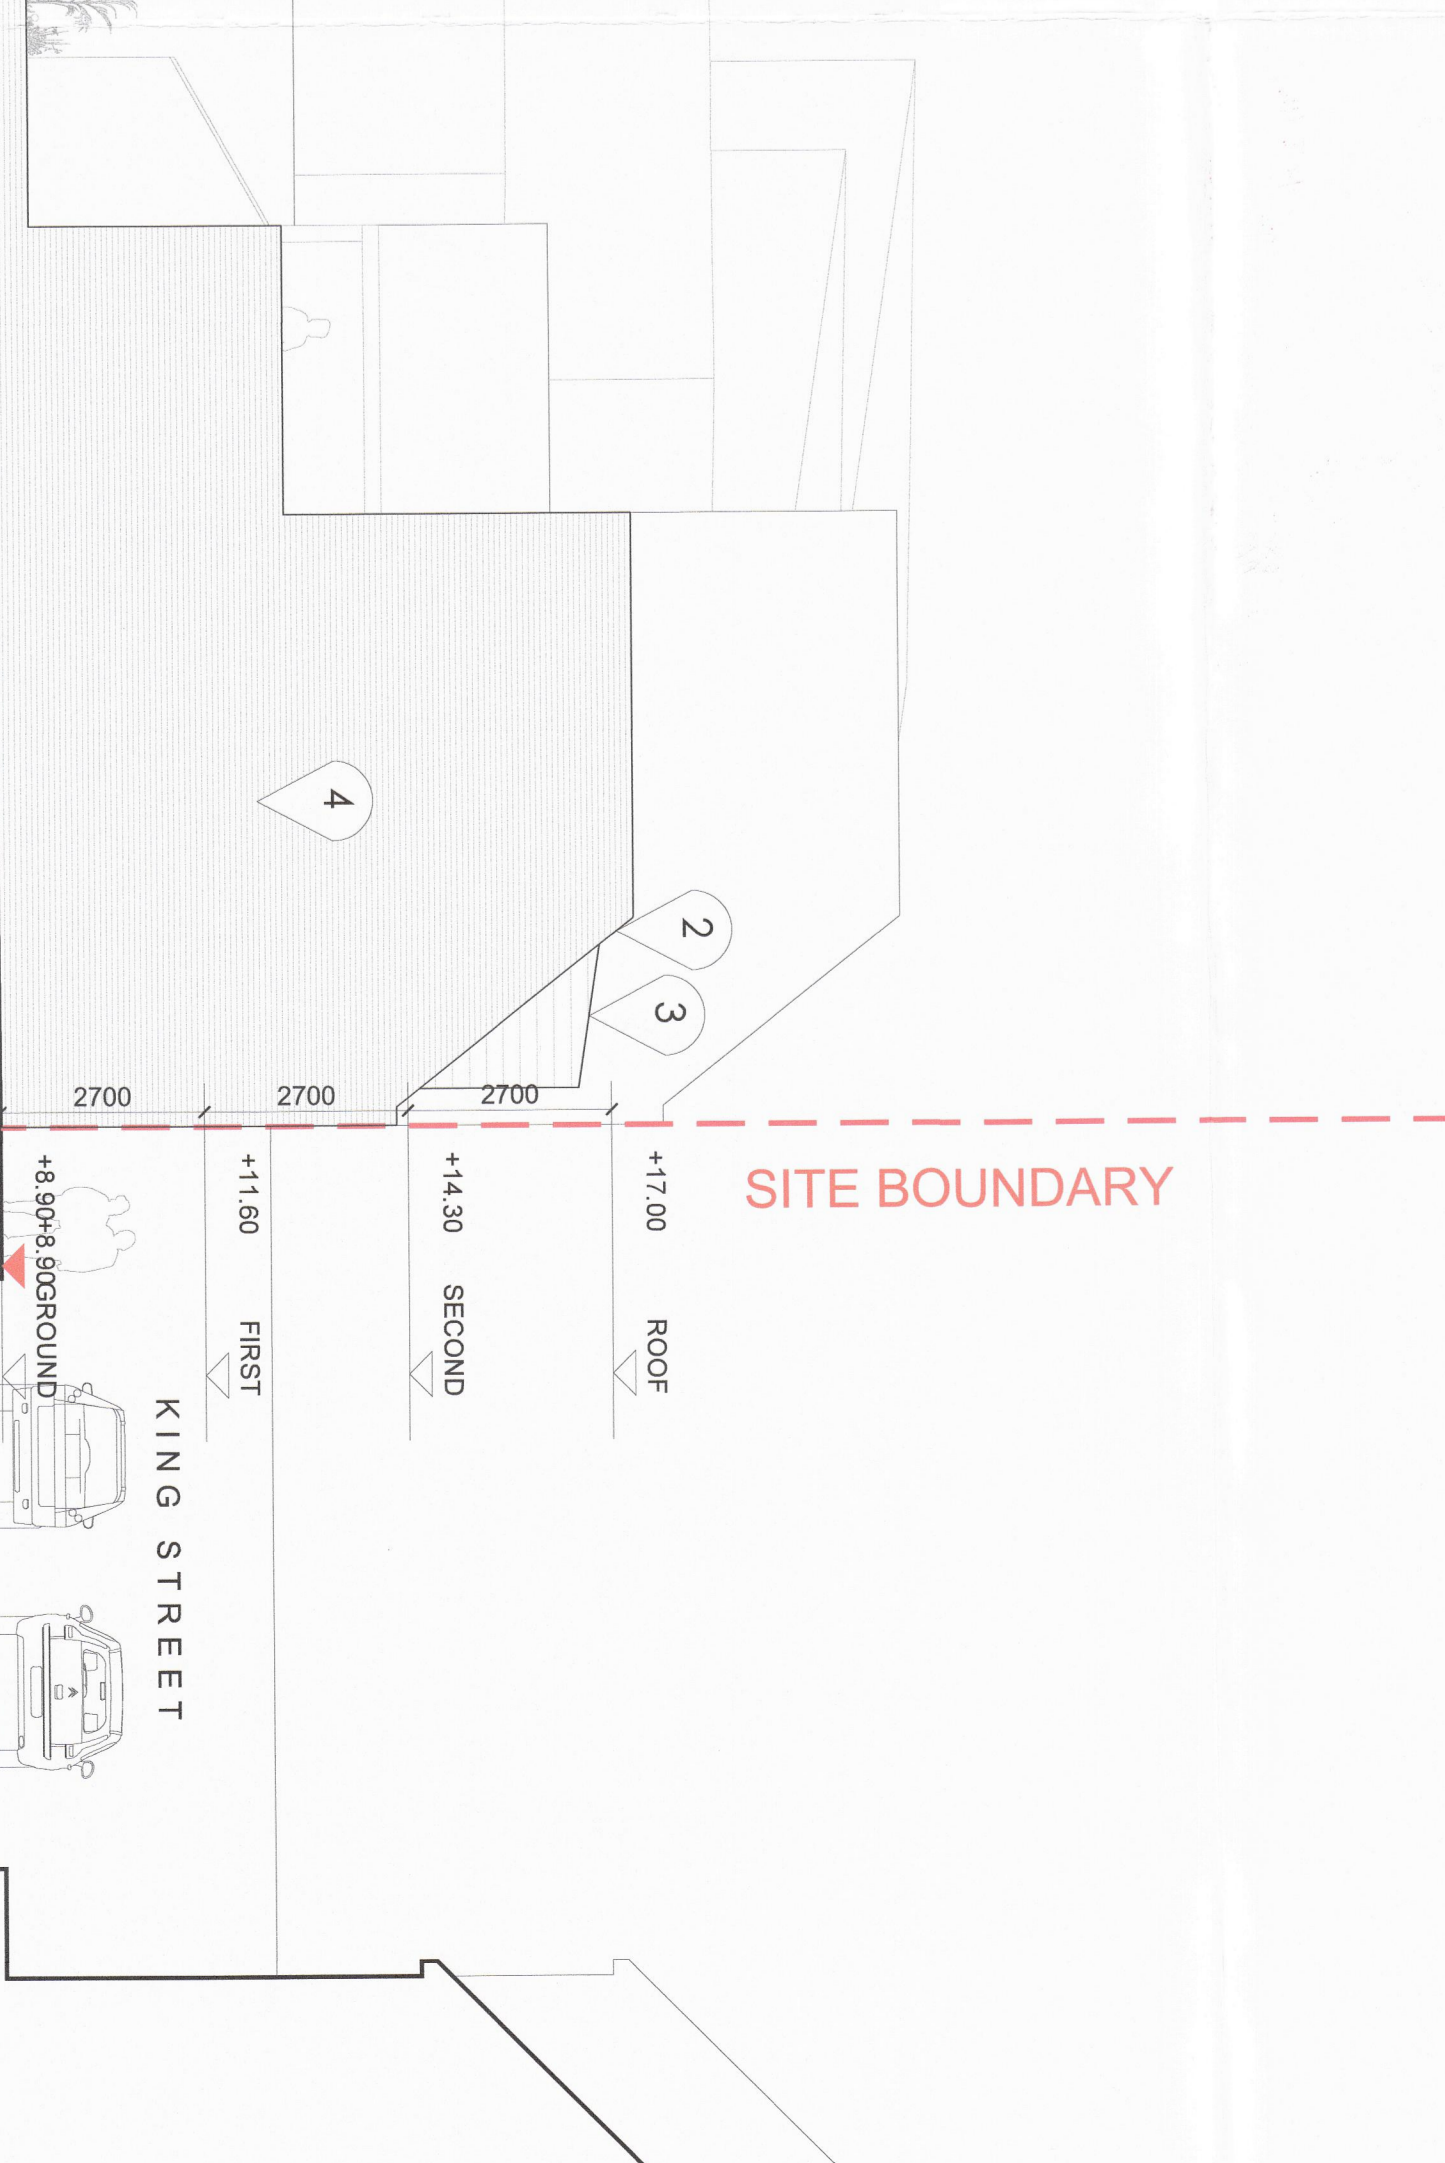 4
2
3
2700
2700
2700
+17.00 ROOF
+14.30 SECOND
+11.60 FIRST
+8.90+8.90GROUND
SITE BOUNDARY
KING STREET